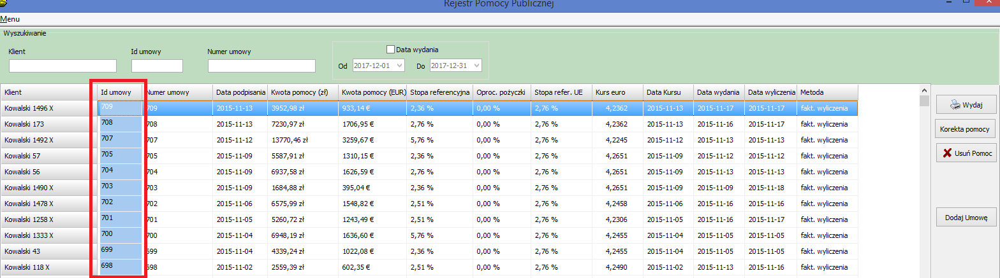 Rejestr Pomocy Publicznej
Menu
Wyszukiwanie
Klient Id umowy Numer umowy Data wydania
Od 2017-12-01 Do 2017-12-31
Klient Id umowy Numer umowy Data podpisania Kwota pomocy (zł) Kwota pomocy (EUR) Stopa referencyjna Oproc. pożyczki Stopa refer. UE Kurs euro Data Kursu Data wydania Data wyliczenia Metoda
Kowalski 1496 X 709 709 2015-11-13 3952,98 zł 933,14 € 2,36 % 0,00 % 2,76 % 4,2362 2015-11-13 2015-11-17 2015-11-17 fakt. wyliczenia
Wydaj
Kowalski 173 708 708 2015-11-13 7230,97 zł 1706,95 € 2,76 % 0,00 % 2,76 % 4,2362 2015-11-13 2015-11-16 2015-11-17 fakt. wyliczenia
Korekta pomocy
Kowalski 1492 X 707 707 2015-11-12 13770,46 zł 3259,67 € 5,76 % 0,00 % 2,76 % 4,2245 2015-11-12 2015-11-13 2015-11-13 fakt. wyliczenia
Kowalski 57 705 705 2015-11-09 5587,91 zł 1310,15 € 2,36 % 0,00 % 2,76 % 4,2651 2015-11-09 2015-11-12 2015-11-12 fakt. wyliczenia
Usuń Pomoc
Kowalski 56 704 704 2015-11-09 6937,58 zł 1626,59 € 2,76 % 0,00 % 2,76 % 4,2651 2015-11-09 2015-11-13 2015-11-13 fakt. wyliczenia
Kowalski 1490 X 703 703 2015-11-09 1684,88 zł 395,04 € 2,36 % 0,00 % 2,76 % 4,2651 2015-11-09 2015-11-09 2015-11-18 fakt. wyliczenia
Kowalski 1478 X 702 702 2015-11-06 6575,99 zł 1548,82 € 2,51 % 0,00 % 2,76 % 4,2458 2015-11-06 2015-11-16 2015-11-16 fakt. wyliczenia
Kowalski 1258 X 701 701 2015-11-05 5260,72 zł 1243,49 € 2,51 % 0,00 % 2,76 % 4,2306 2015-11-05 2015-11-16 2015-11-17 fakt. wyliczenia
Dodaj Umowę
Kowalski 1333 X 700 700 2015-11-04 6948,19 zł 1636,60 € 5,76 % 0,00 % 2,76 % 4,2455 2015-11-04 2015-11-05 2015-11-05 fakt. wyliczenia
Kowalski 43 699 699 2015-11-04 4339,24 zł 1022,08 € 2,36 % 0,00 % 2,76 % 4,2455 2015-11-04 2015-11-05 2015-11-05 fakt. wyliczenia
Kowalski 118 X 698 698 2015-11-02 2559,39 zł 602,35 € 2,51 % 0,00 % 2,76 % 4,2490 2015-11-02 2015-11-13 2015-11-16 fakt. wyliczenia